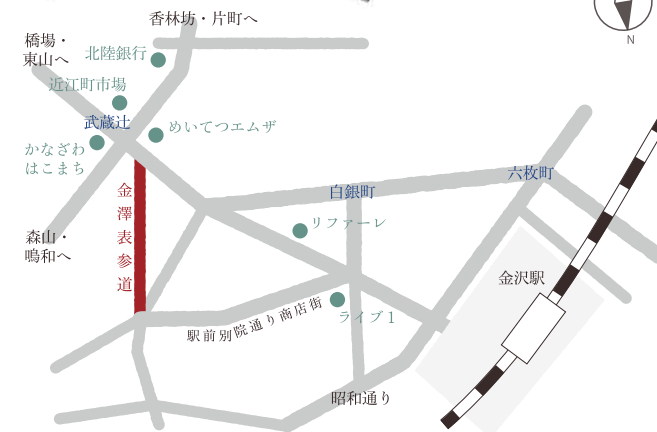 香林坊・片町へ
N
橋場・
東山へ
北陸銀行
近江町市場
武蔵辻
めいてつエムザ
かなざわ
はこまち
六枚町
白銀町
金澤表参道
リファーレ
森山・
鳴和へ
金沢駅
駅前別院通り商店街
ライブ1
昭和通り